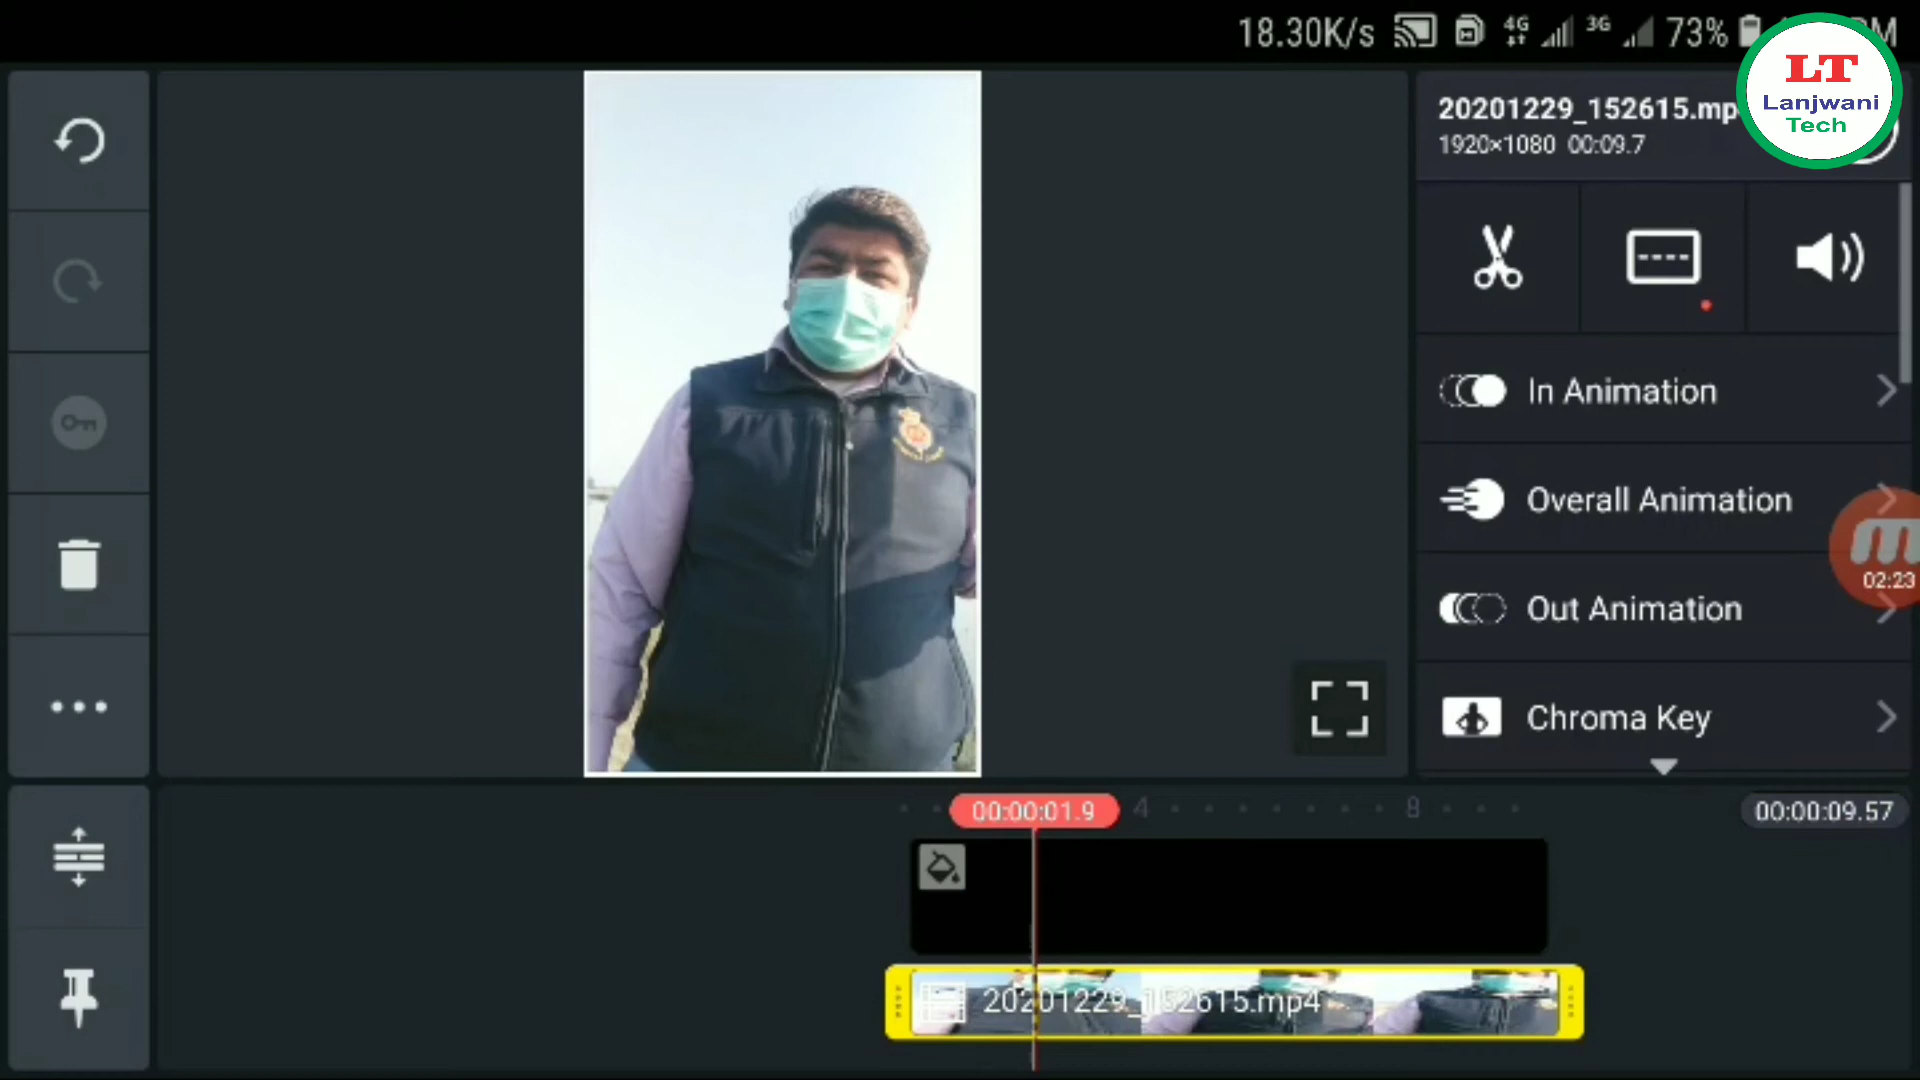 18.30K/s 4G 3G 73% M
LT
Lanjwani
Tech
20201229_152615.mp
1920×1080 00:09.7
In Animation
Overall Animation
02:23
Out Animation
Chroma Key
00:00:01.9 4 8 00:00:09.57
20201229_152615.mp4